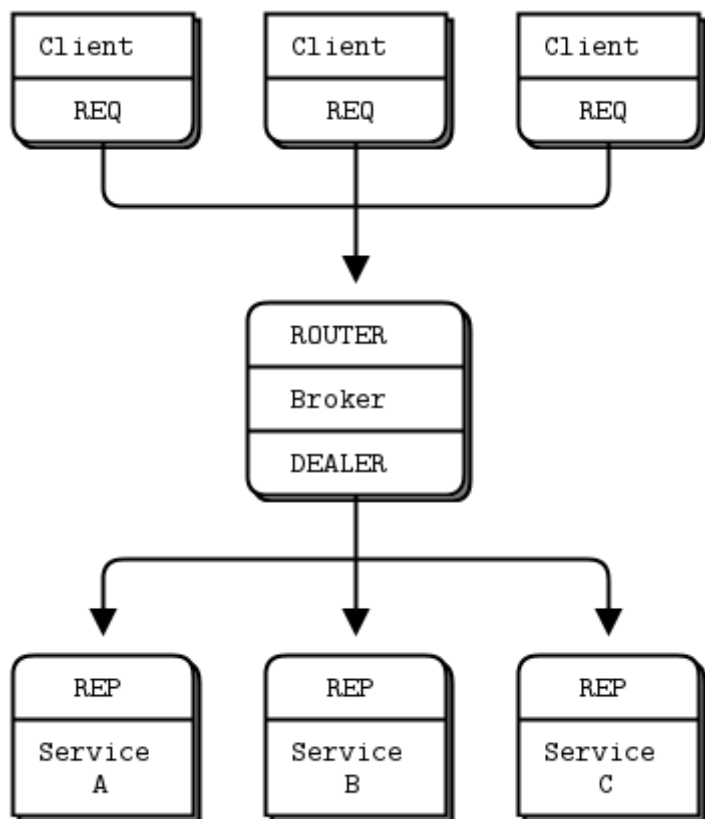 Client
Client
Client
REQ
REQ
REQ
ROUTER
Broker
DEALER
REP
REP
REP
Service
A
Service
B
Service
C